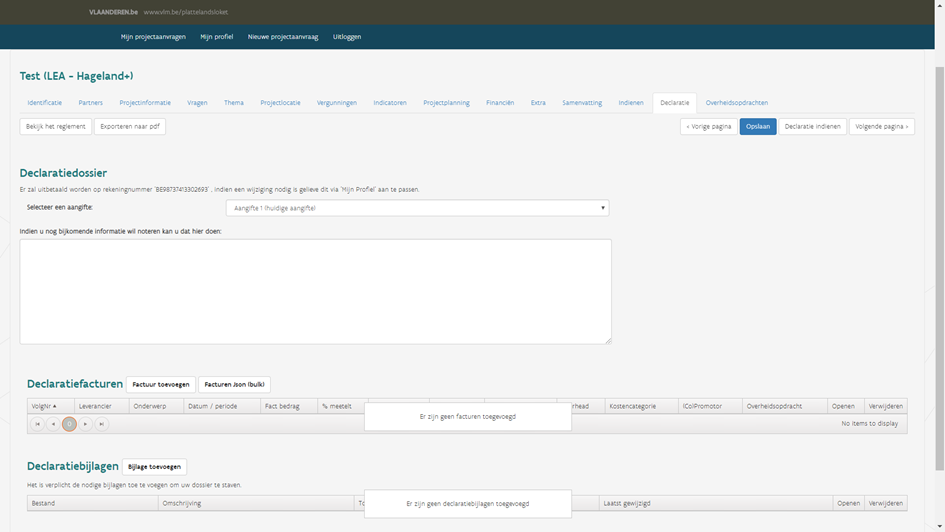 VLAANDEREN.be www.vlm.be/plattelandsloket
Mijn projectaanvragen Mijn profiel Nieuwe projectaanvraag Uitloggen
Test (LEA - Hageland+)
Identificatie Partners Projectinformatie Vragen Thema Projectlocatie Vergunningen Indicatoren Projectplanning Financiën Extra Samenvatting Indienen Declaratie Overheidsopdrachten
Bekijk het reglement Exporteren naar pdf « Vorige pagina Opslaan Declaratie indienen Volgende pagina »
Declaratiedossier
Er zal uitbetaald worden op rekeningnummer 'BE98737413302693' , indien een wijziging nodig is gelieve dit via 'Mijn Profiel' aan te passen.
Selecteer een aangifte: Aangifte 1 (huidige aangifte)
Indien u nog bijkomende informatie wil noteren kan u dat hier doen:
Declaratiefacturen Factuur toevoegen Facturen Json (bulk)
VolgNr Leverancier Onderwerp Datum / periode Fact bedrag % meetelt rhead Kostencategorie (Co)Promotor Overheidsopdracht Openen Verwijderen
Er zijn geen facturen toegevoegd
0 No items to display
Declaratiebijlagen Bijlage toevoegen
Het is verplicht de nodige bijlagen toe te voegen om uw dossier te staven.
Bestand Omschrijving To Laatst gewijzigd Openen Verwijderen
Er zijn geen declaratiebijlagen toegevoegd